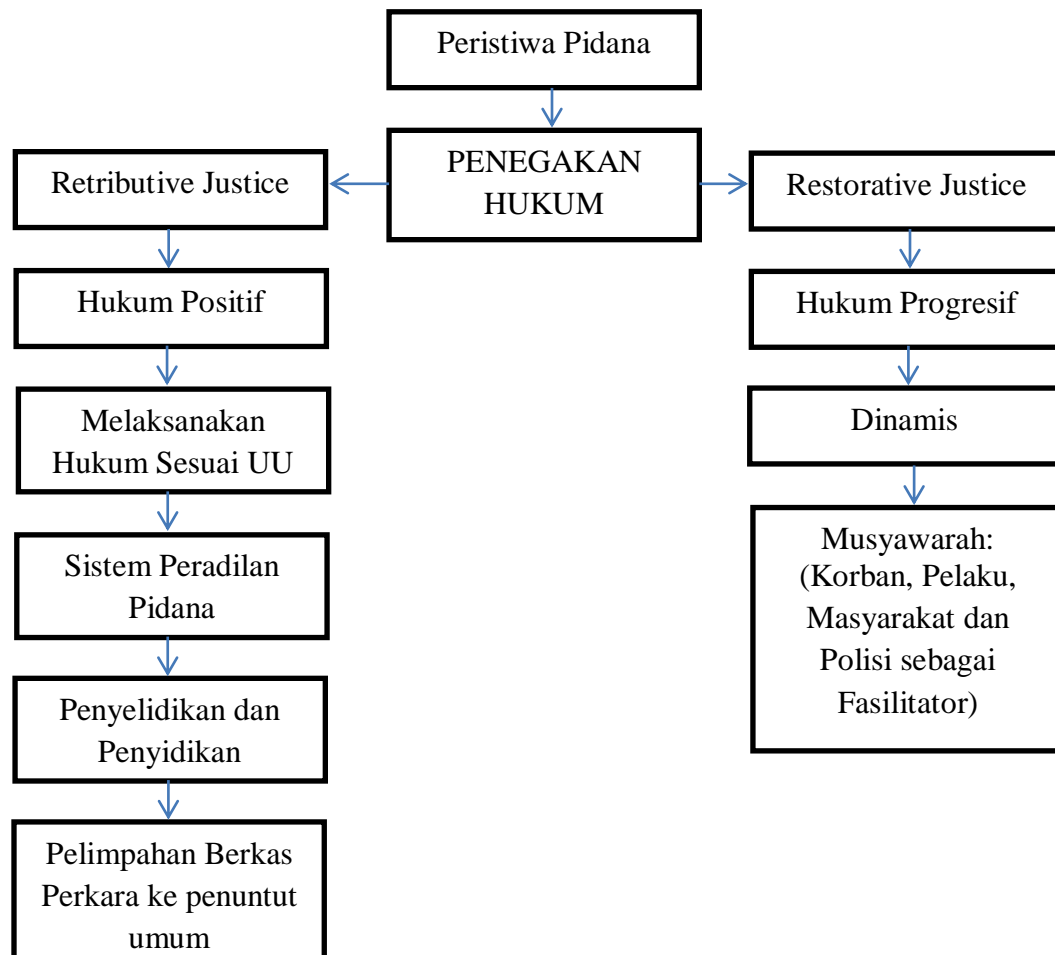 Peristiwa Pidana
PENEGAKAN
HUKUM
Retributive Justice
Restorative Justice
Hukum Positif
Hukum Progresif
Melaksanakan
Hukum Sesuai UU
Dinamis
Sistem Peradilan
Pidana
Musyawarah:
(Korban, Pelaku,
Masyarakat dan
Polisi sebagai
Fasilitator)
Penyelidikan dan
Penyidikan
Pelimpahan Berkas
Perkara ke penuntut
umum